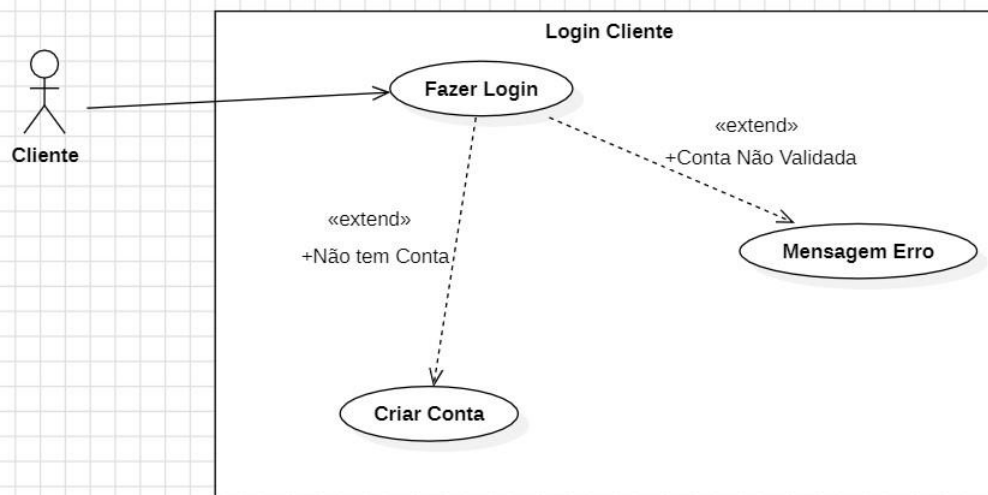 Login Cliente
Cliente
Fazer Login
«extend»
+Conta Não Validada
«extend»
+Não tem Conta
Mensagem Erro
Criar Conta